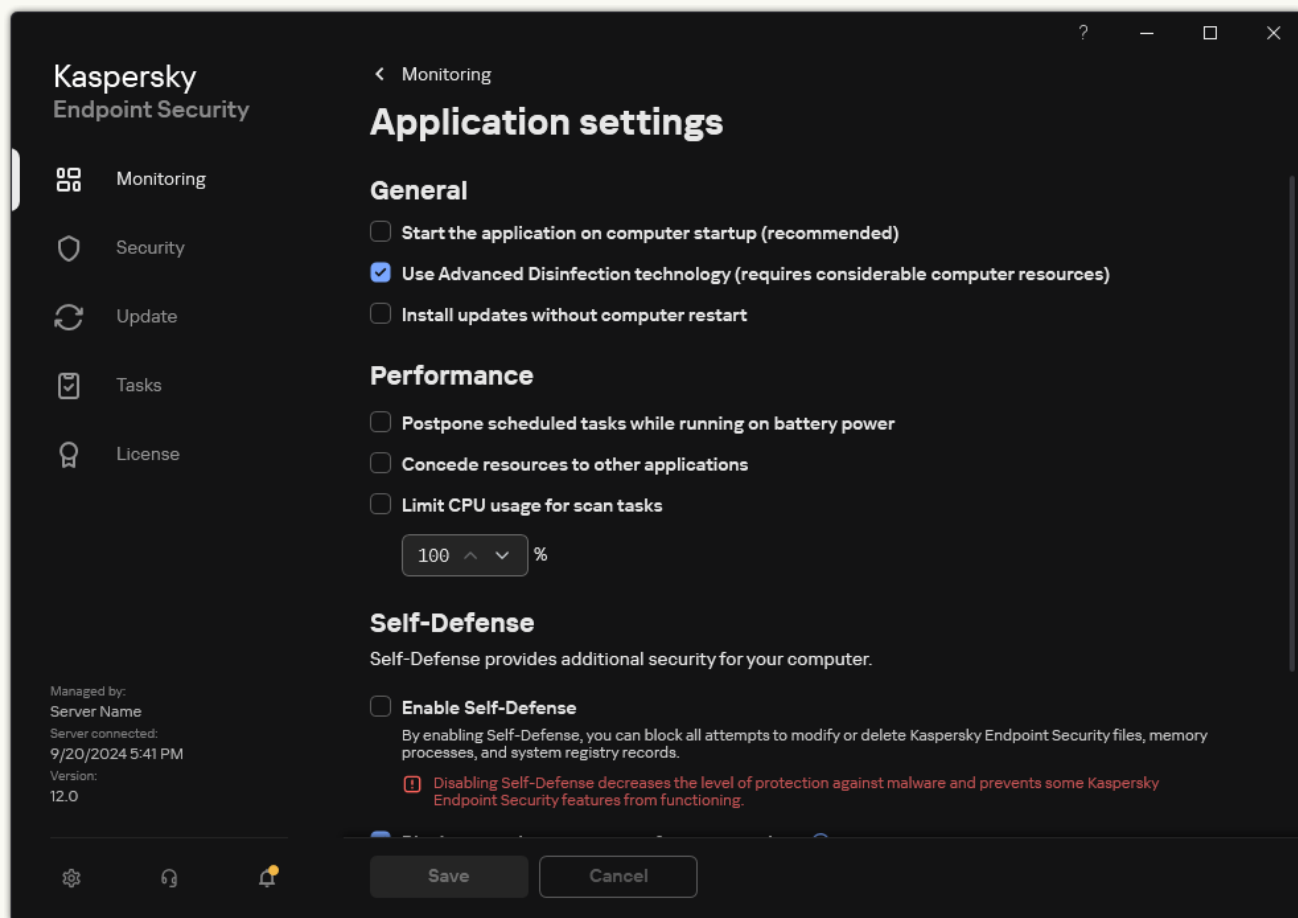 ?
Kaspersky
Endpoint Security
Monitoring
Security
Update
Tasks
License
Managed by:
Server Name
Server connected:
9/20/2024 5:41 PM
Version:
12.0
Monitoring
Application settings
General
Start the application on computer startup (recommended)
Use Advanced Disinfection technology (requires considerable computer resources)
Install updates without computer restart
Performance
Postpone scheduled tasks while running on battery power
Concede resources to other applications
Limit CPU usage for scan tasks
100 %
Self-Defense
Self-Defense provides additional security for your computer.
Enable Self-Defense
By enabling Self-Defense, you can block all attempts to modify or delete Kaspersky Endpoint Security files, memory
processes, and system registry records.
Disabling Self-Defense decreases the level of protection against malware and prevents some Kaspersky
Endpoint Security features from functioning.
Save
Cancel